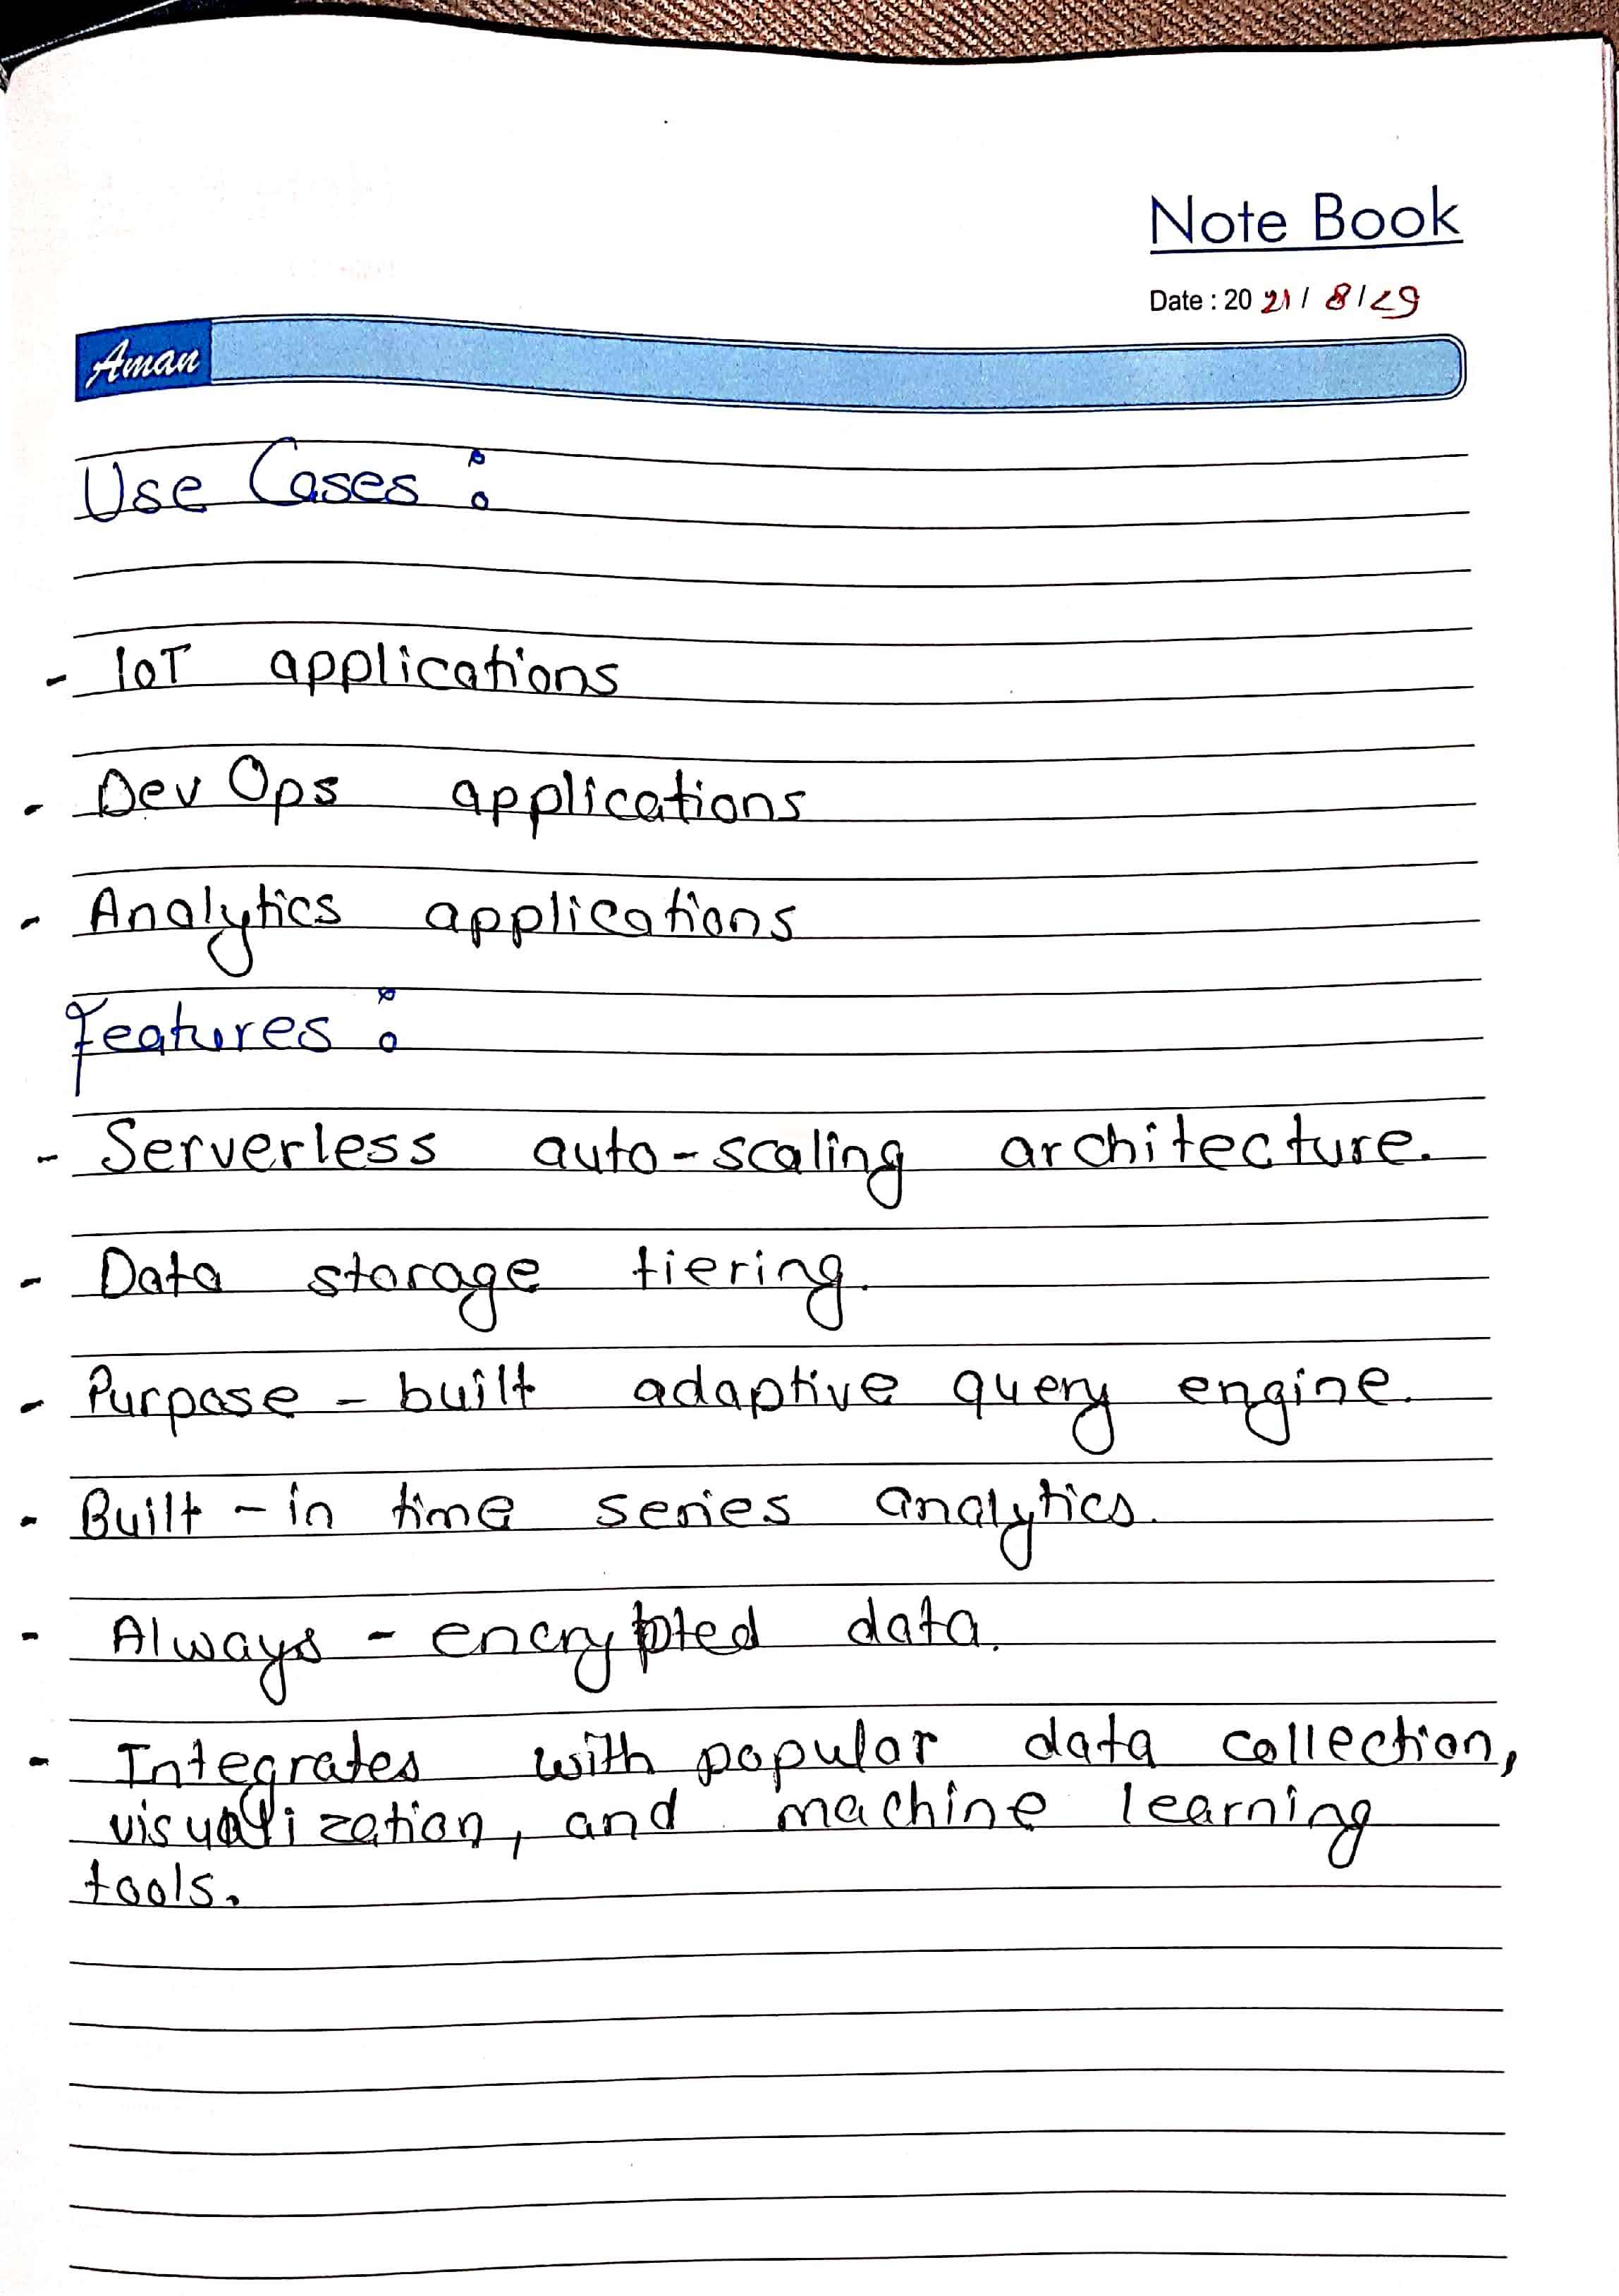 Note Book
Date : 20 21 / 8 / 29
Aman
Use Cases :
- IoT applications
- Dev Ops applications
- Analytics applications
Features :
- Serverless auto-scaling architecture.
- Data storage tiering.
- Purpose - built adaptive query engine.
- Built - in time series analytics.
- Always - encrypted data.
- Integrates with popular data collection,
visualization, and machine learning
tools.